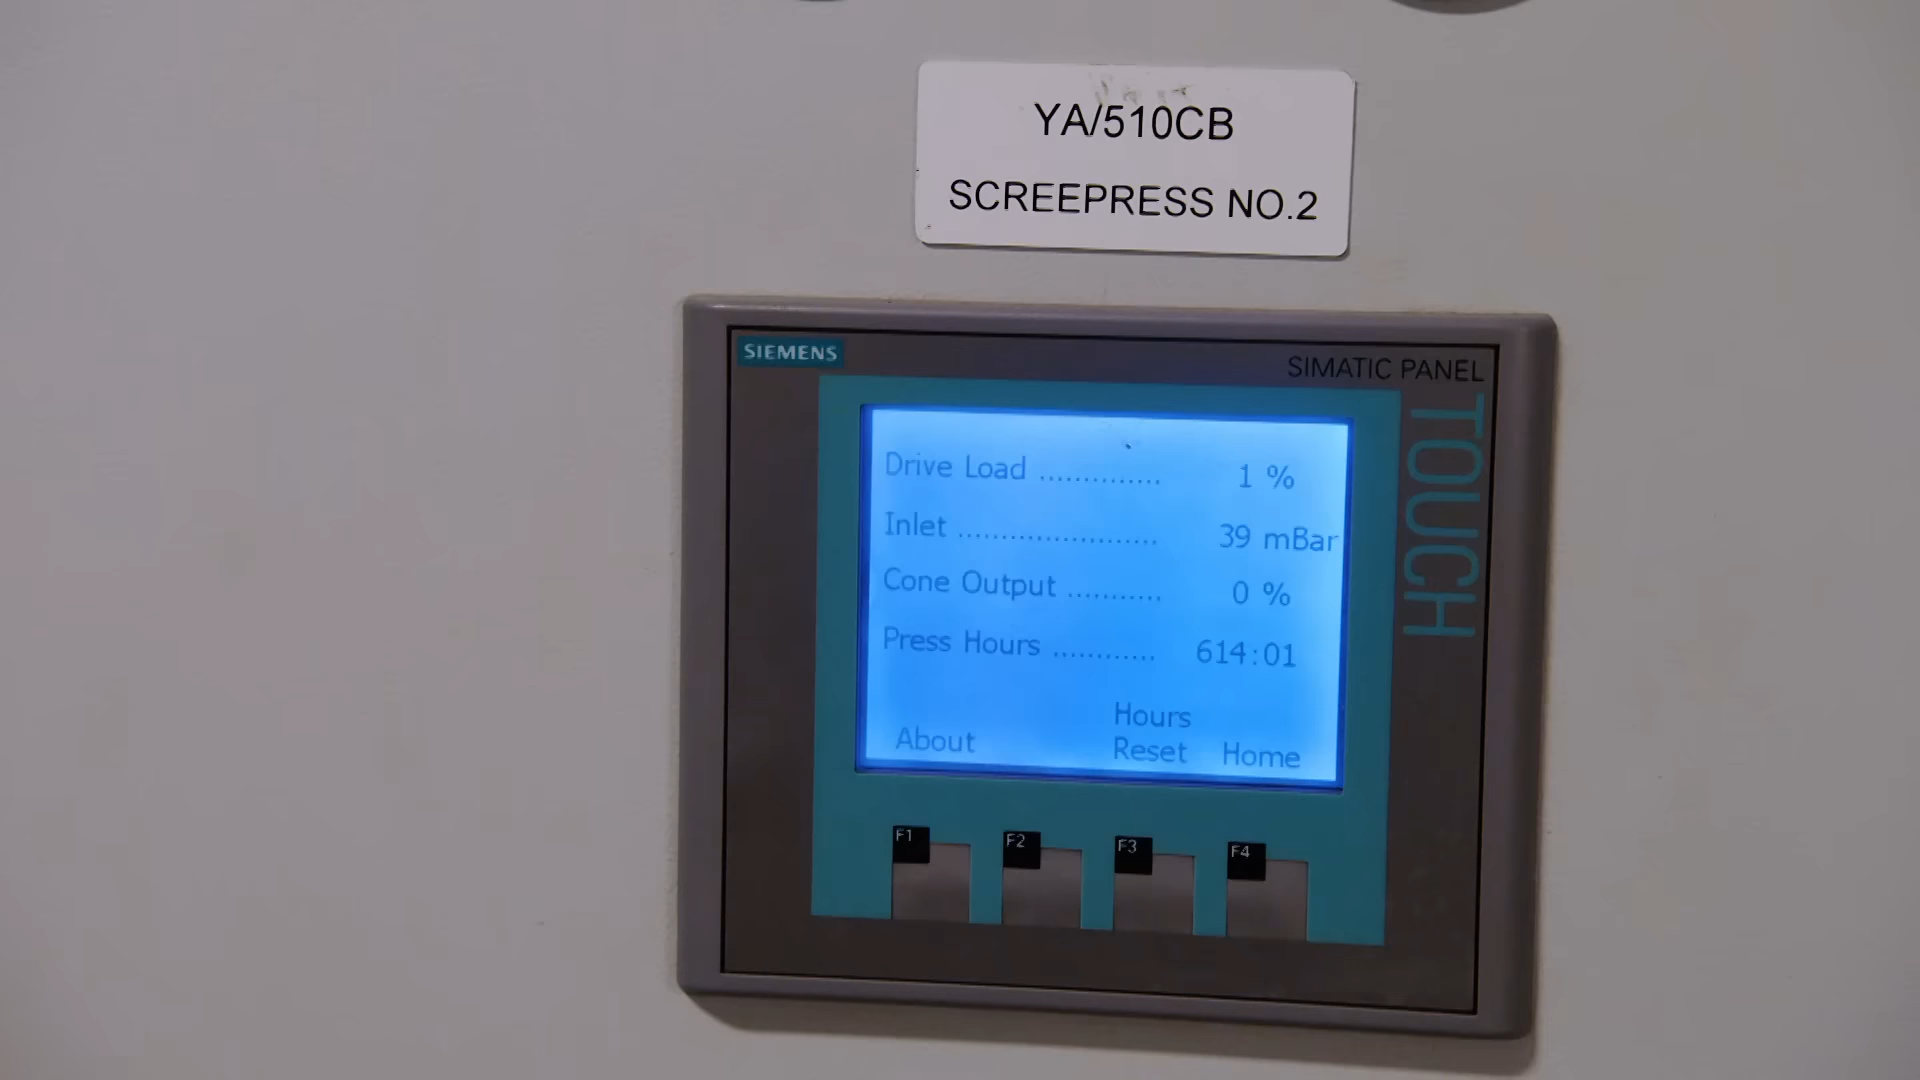 YA/510CB
SCREEPRESS NO.2
SIEMENS
SIMATIC PANEL
TOUCH
Drive Load .............. 1 %
Inlet ....................... 39 mBar
Cone Output ........... 0 %
Press Hours ............ 614:01
Hours
About Reset Home
F1 F2 F3 F4